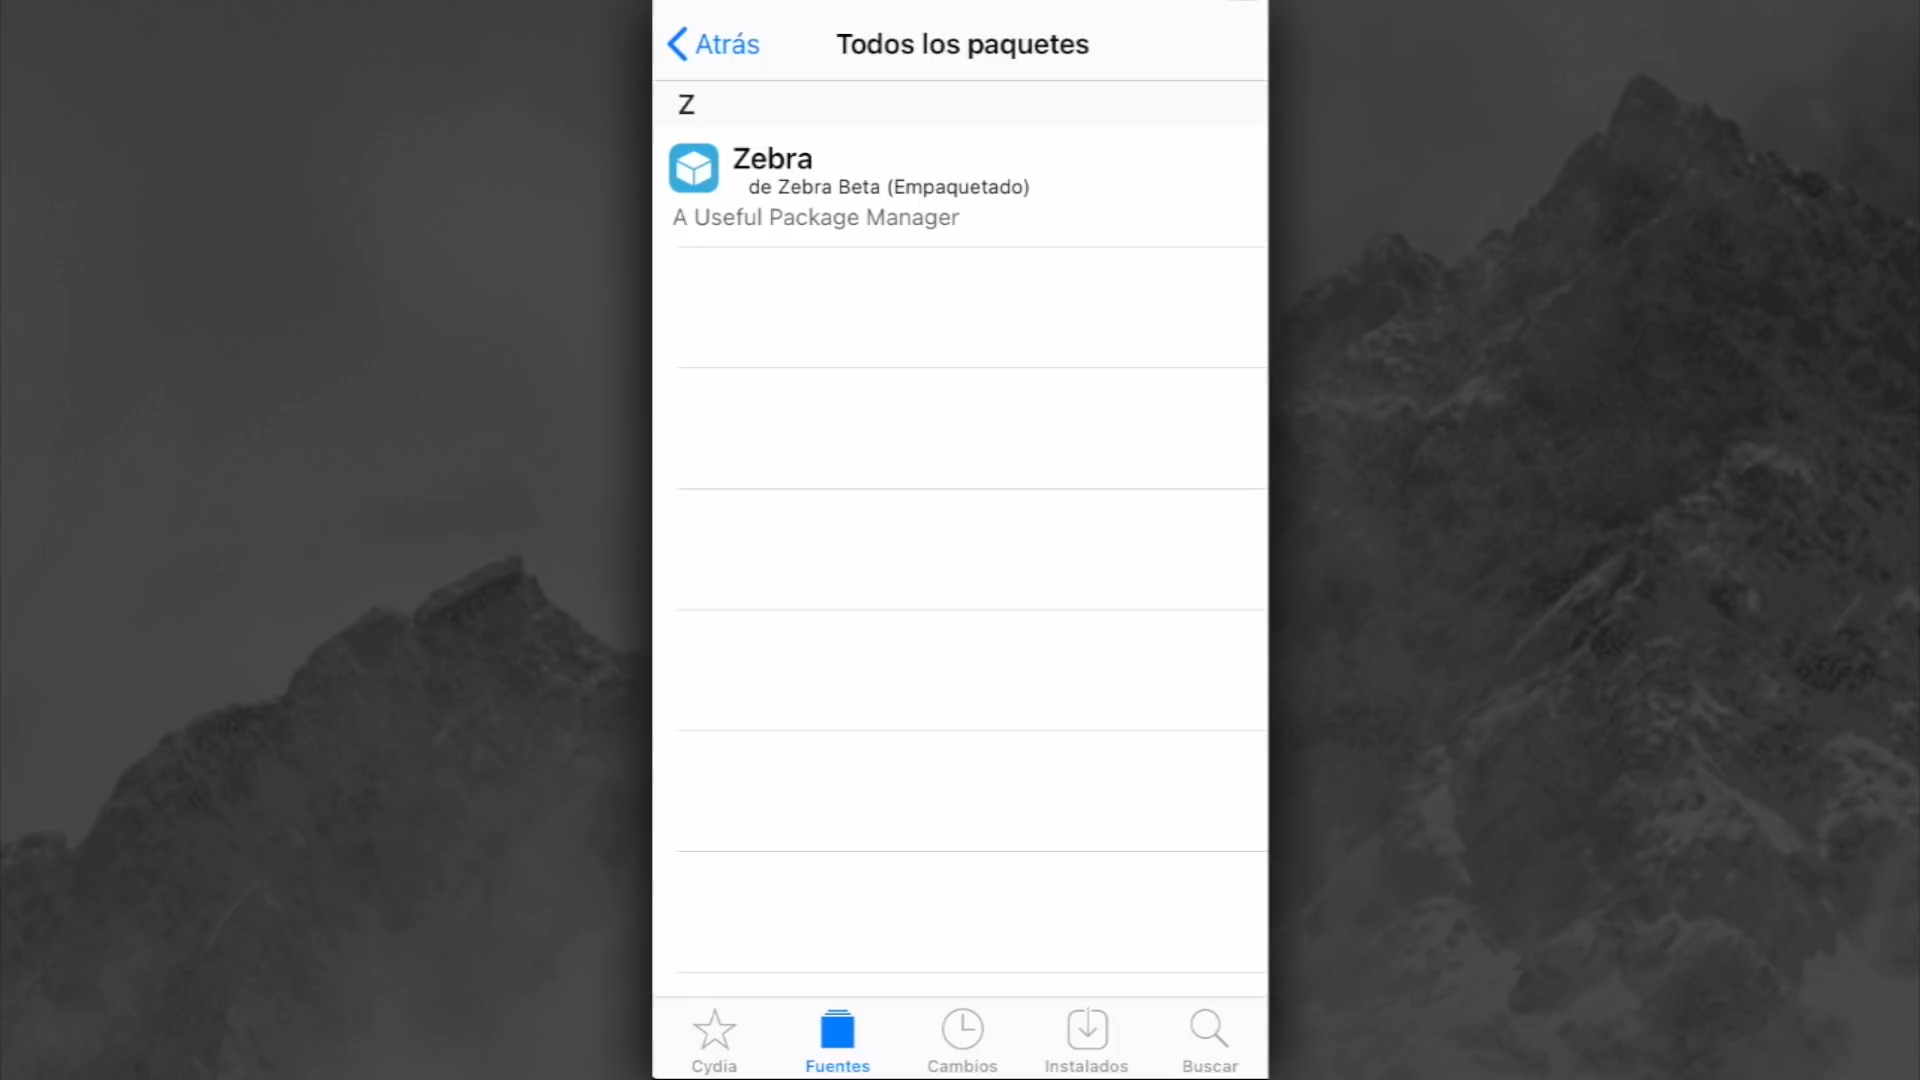 Atrás
Todos los paquetes
Z
Zebra
de Zebra Beta (Empaquetado)
A Useful Package Manager
Cydia
Fuentes
Cambios
Instalados
Buscar